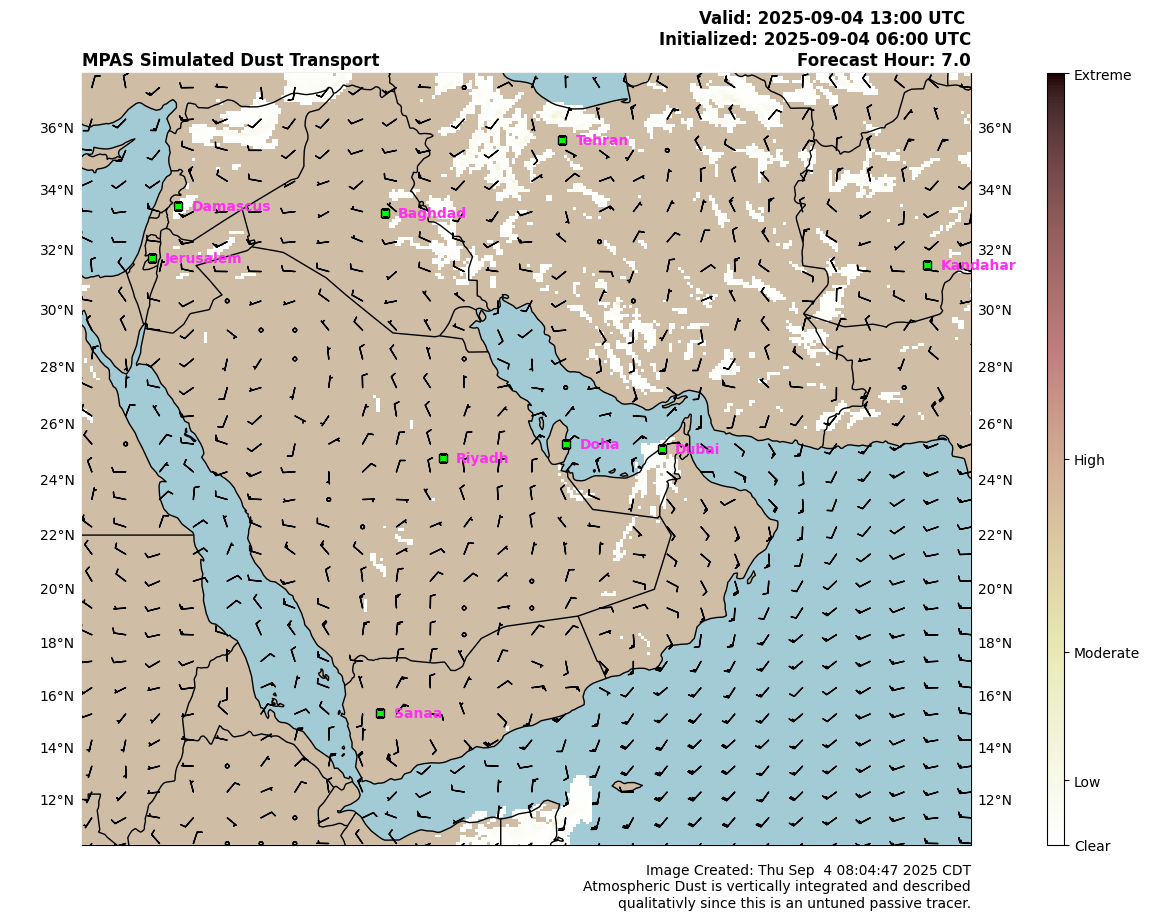 Valid: 2025-09-04 13:00 UTC
Initialized: 2025-09-04 06:00 UTC
MPAS Simulated Dust Transport
Forecast Hour: 7.0
Extreme
36°N
36°N
Tehran
34°N
34°N
Damascus
Baghdad
32°N
32°N
Jerusalem
Kandahar
30°N
30°N
28°N
28°N
26°N
26°N
Doha
Dubai
Riyadh
High
24°N
24°N
22°N
22°N
20°N
20°N
18°N
18°N
Moderate
16°N
16°N
Sanaa
14°N
14°N
Low
12°N
12°N
Clear
Image Created: Thu Sep  4 08:04:47 2025 CDT
Atmospheric Dust is vertically integrated and described
qualitativly since this is an untuned passive tracer.